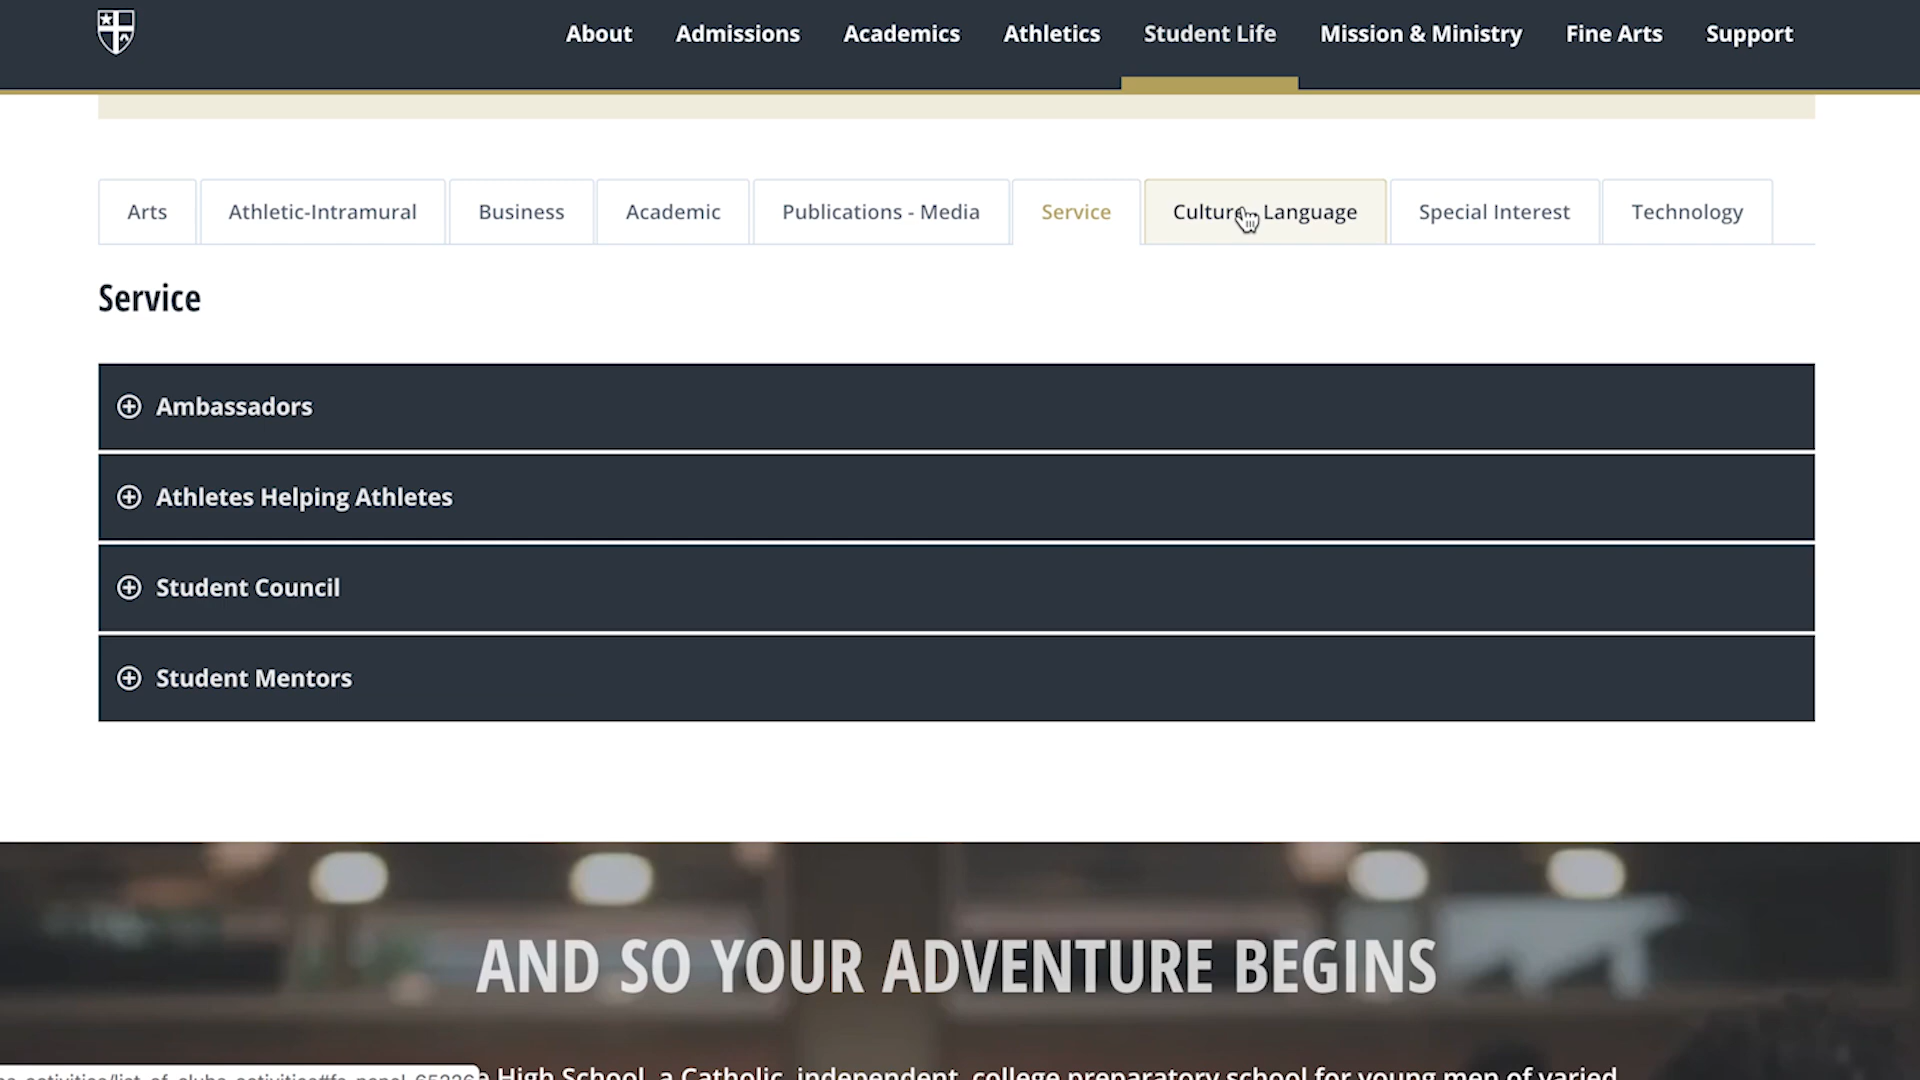 About Admissions Academics Athletics Student Life Mission & Ministry Fine Arts Support
Arts Athletic-Intramural Business Academic Publications - Media Service Language Special Interest Technology
Service
Ambassadors
Athletes Helping Athletes
Student Council
Student Mentors
AND SO YOUR ADVENTURE BEGINS
High School, a Catholic, independent, college preparatory school for young men of varied